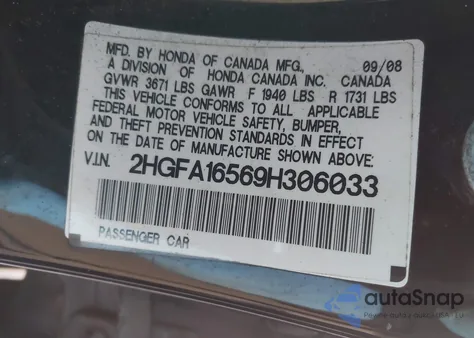 MFD. BY HONDA OF CANADA MFG. 09/08
A DIVISION OF HONDA CANADA INC. CANADA
GVWR 3671 LBS GAWR F 1940 LBS R 1731 LBS
THIS VEHICLE CONFORMS TO ALL APPLICABLE
FEDERAL MOTOR VEHICLE SAFETY, BUMPER,
AND THEFT PREVENTION STANDARDS IN EFFECT
ON THE DATE OF MANUFACTURE SHOWN ABOVE:
V.I.N. 2HGFA16569H306033
PASSENGER CAR
autoSnap